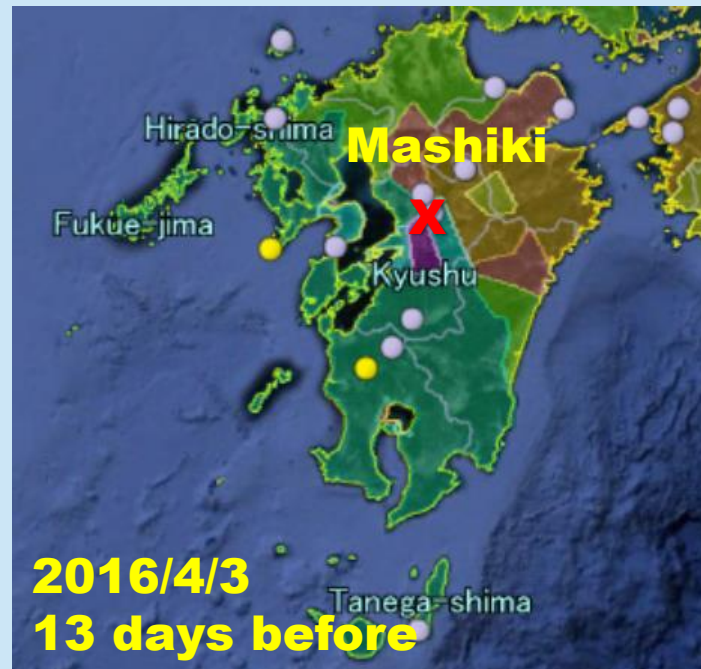 Hirado-shima
Mashiki
X
Fukue-jima
Kyushu
2016/4/3
Tanega-shima
13 days before